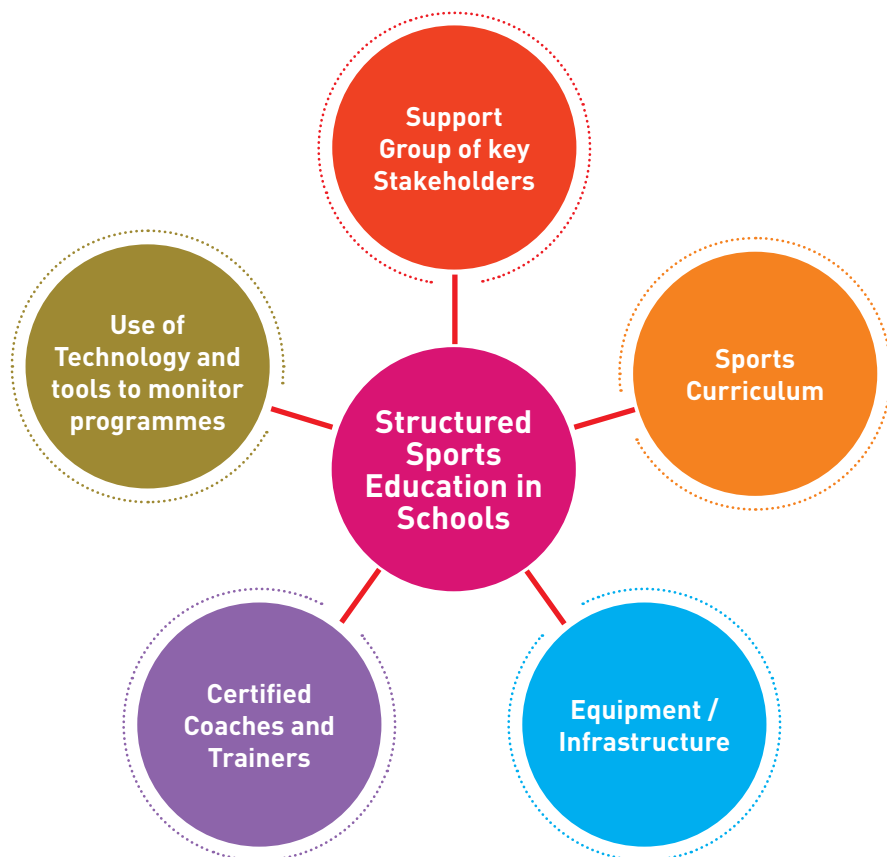 Support
Group of key
Stakeholders
Use of
Technology and
tools to monitor
programmes
Sports
Curriculum
Structured
Sports
Education in
Schools
Certified
Coaches and
Trainers
Equipment /
Infrastructure